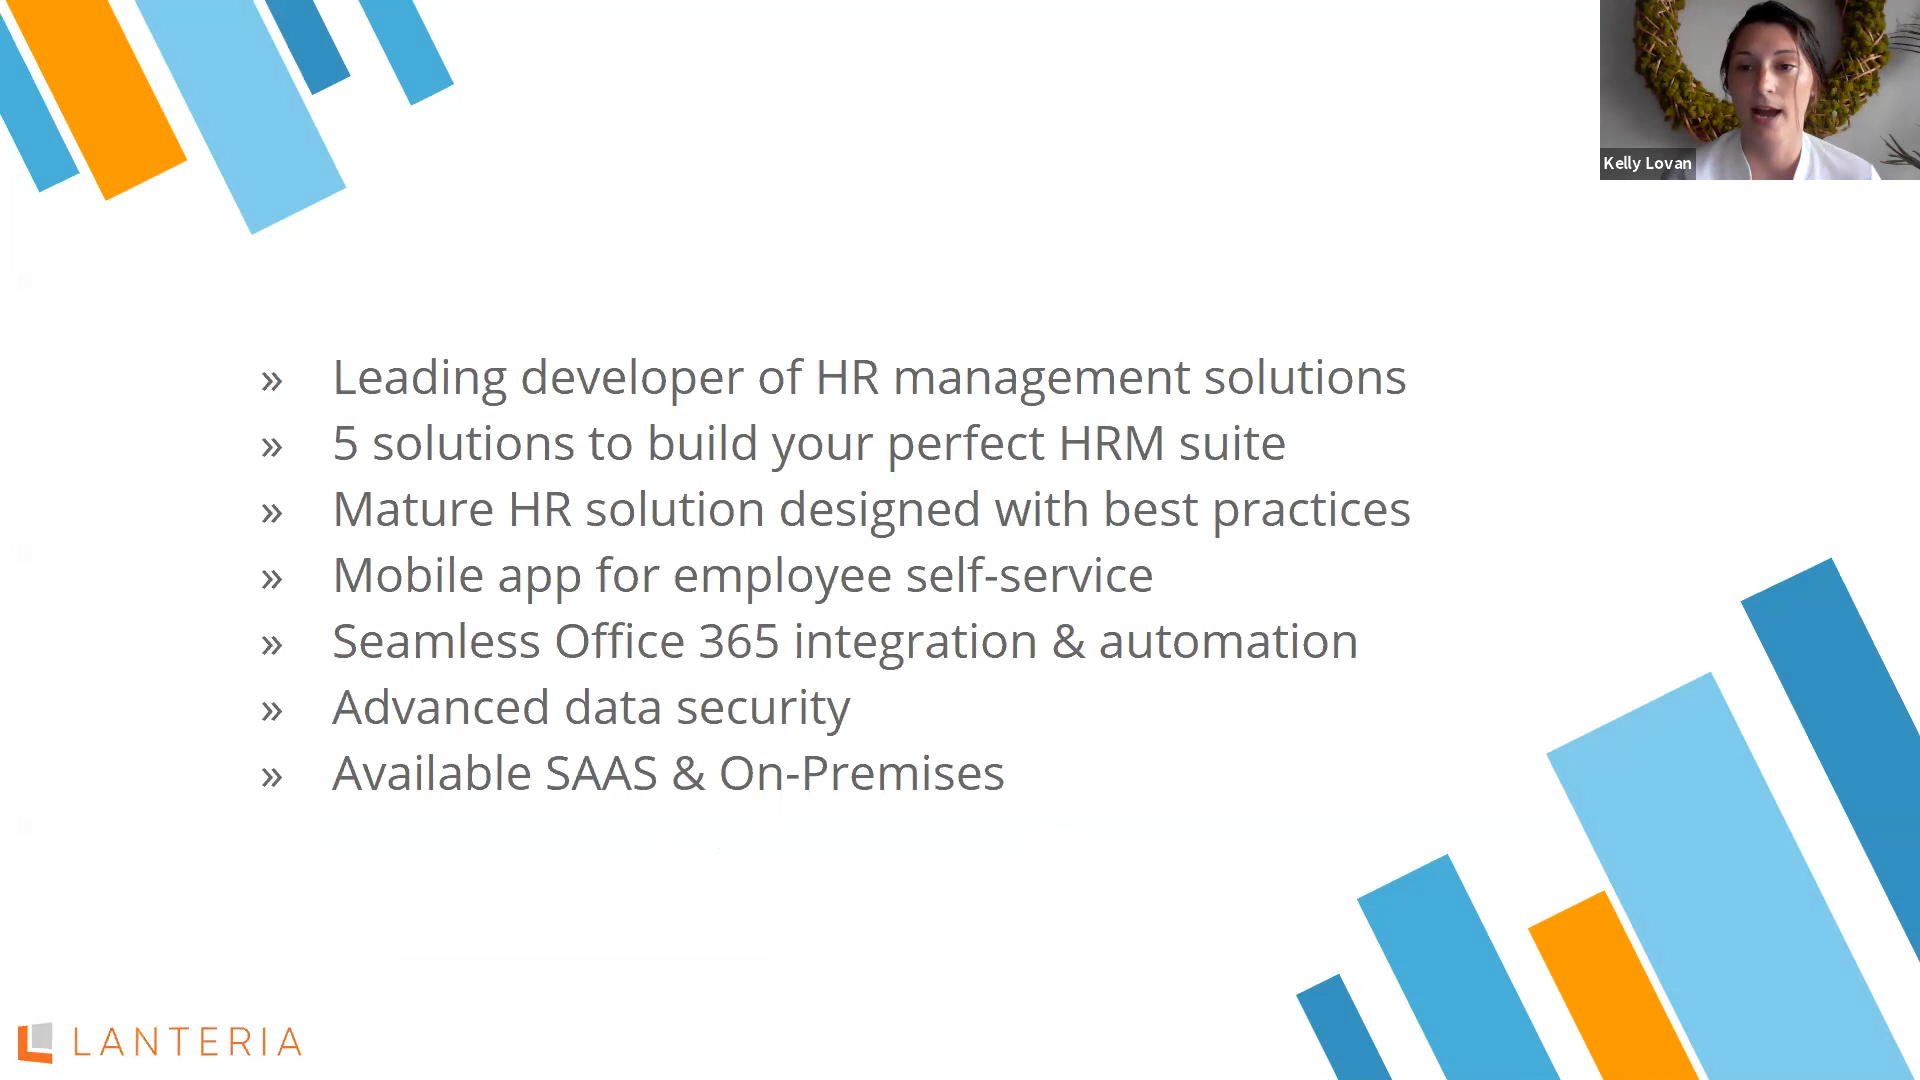 Kelly Lovan
» Leading developer of HR management solutions
» 5 solutions to build your perfect HRM suite
» Mature HR solution designed with best practices
» Mobile app for employee self-service
» Seamless Office 365 integration & automation
» Advanced data security
» Available SAAS & On-Premises
LANTERIA